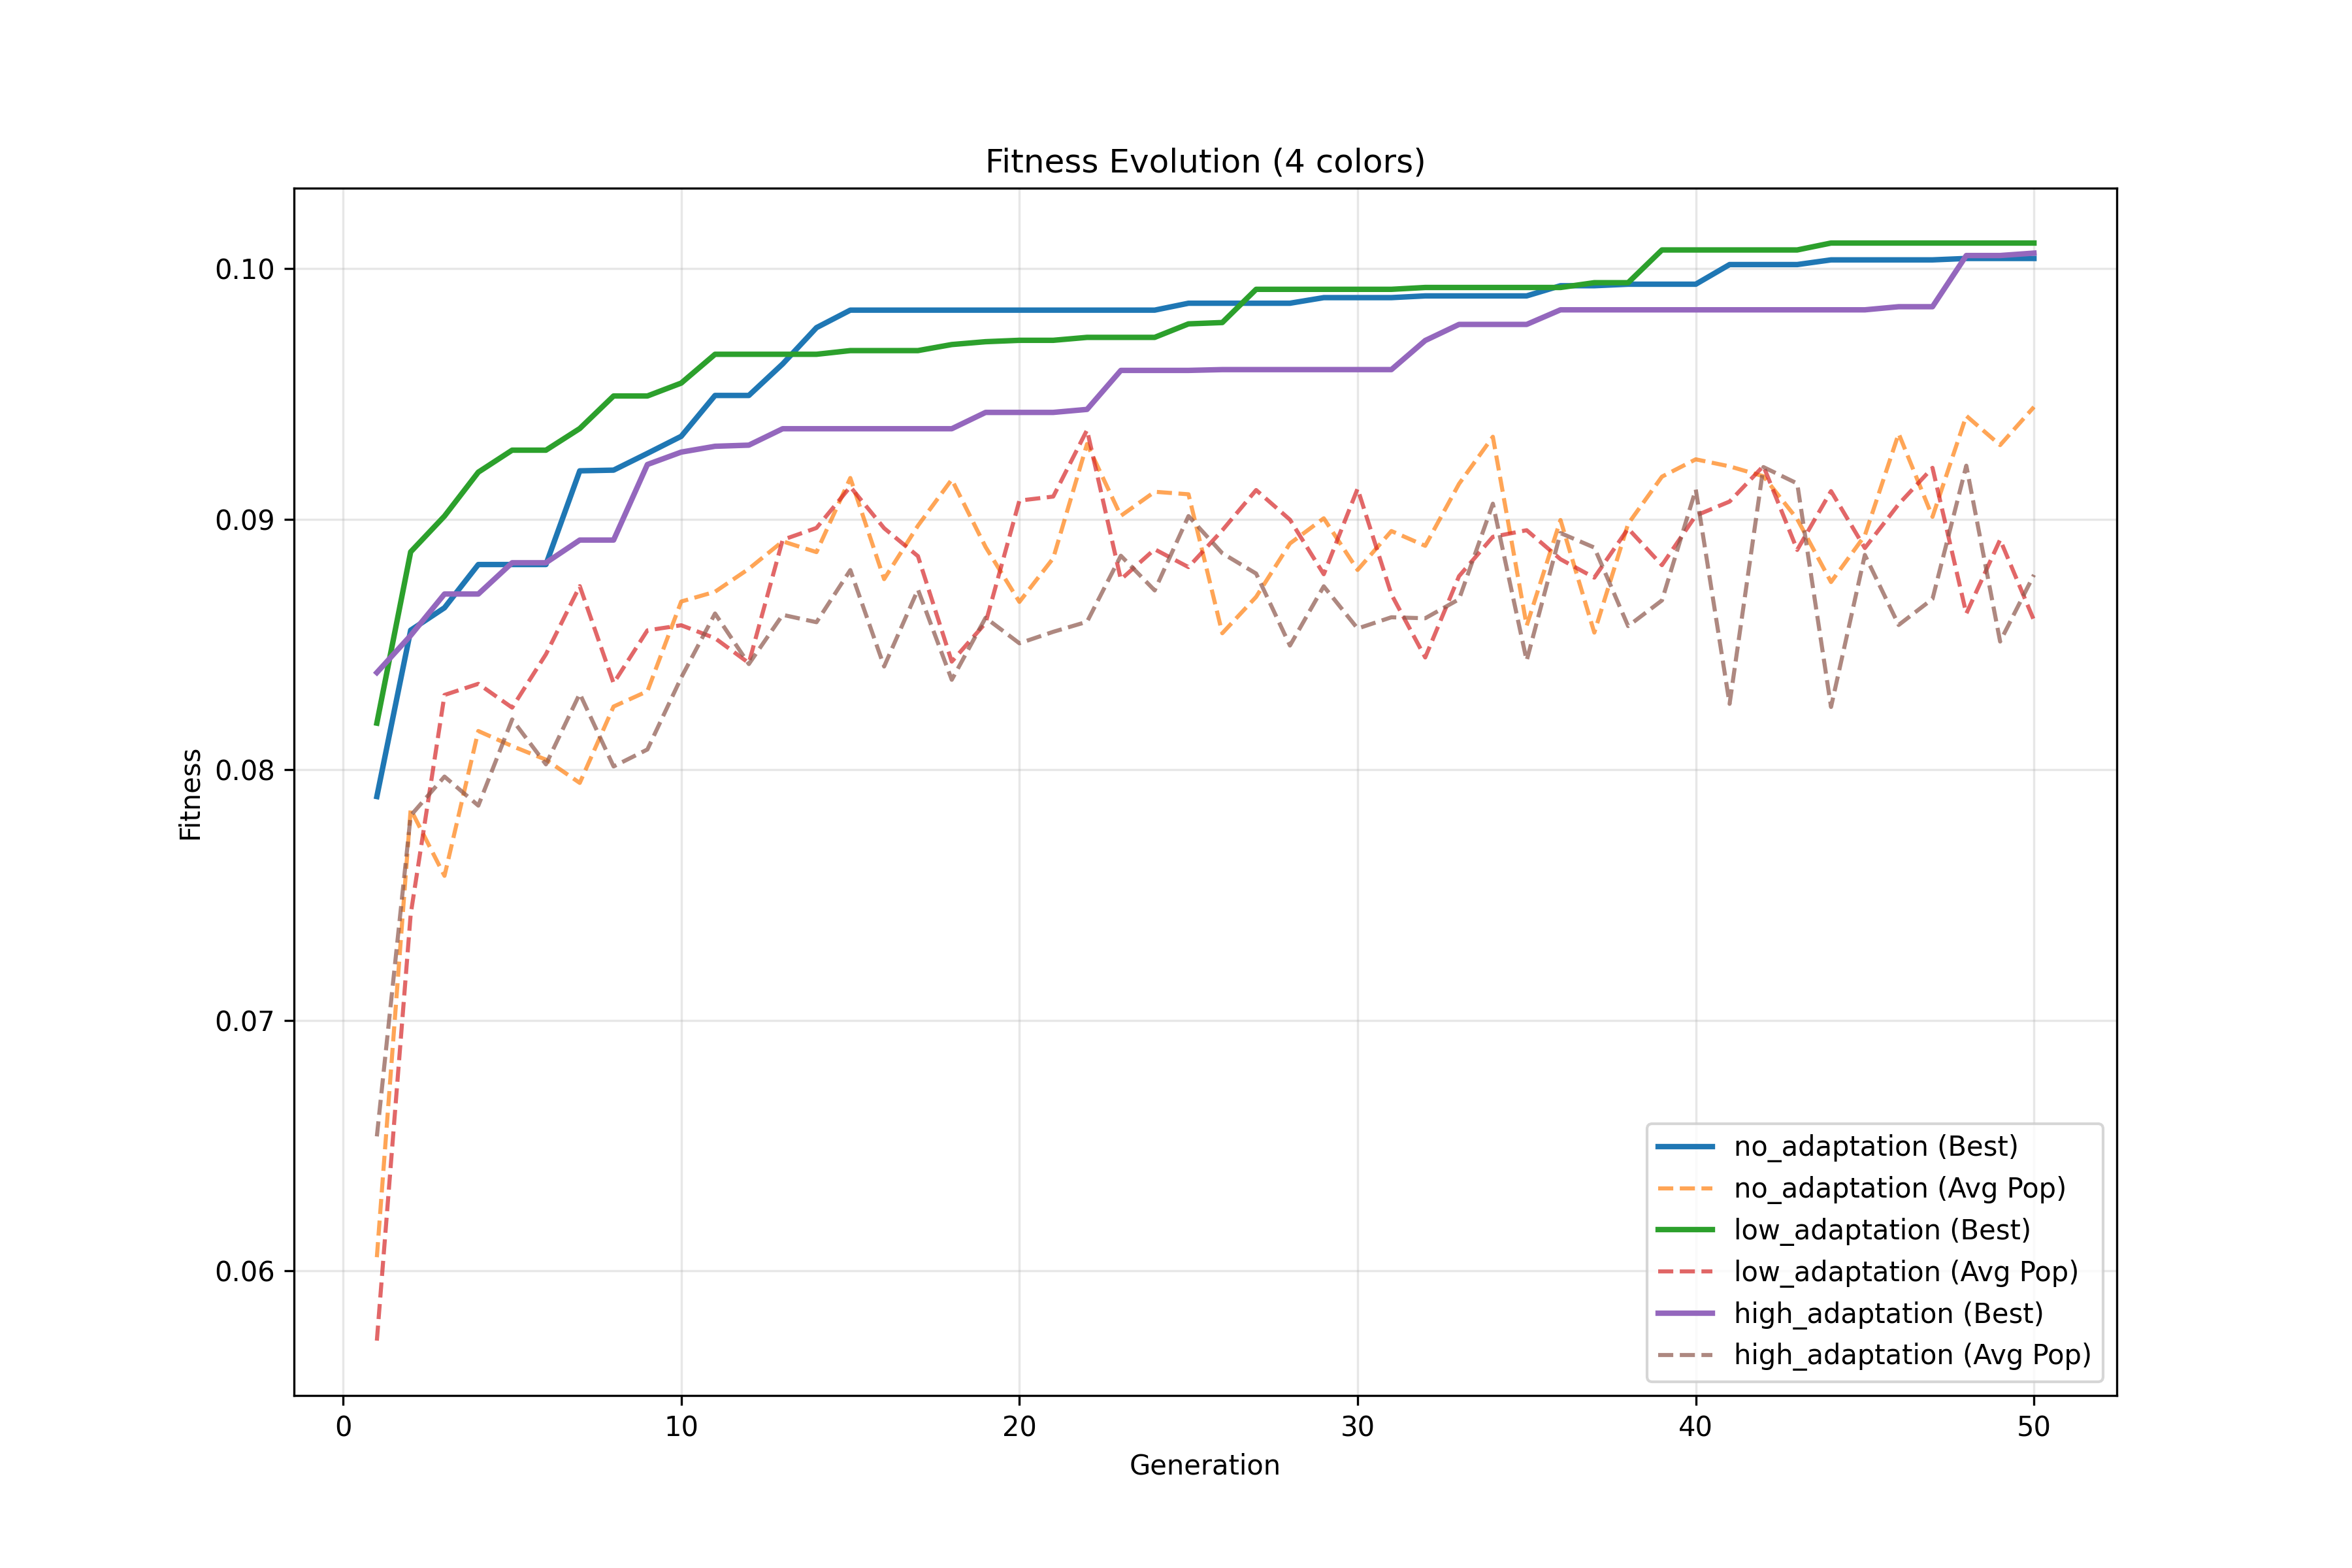 Fitness Evolution (4 colors)
Fitness
0.10
0.09
0.08
0.07
0.06
0
10
20
30
40
50
Generation
no_adaptation (Best)
no_adaptation (Avg Pop)
low_adaptation (Best)
low_adaptation (Avg Pop)
high_adaptation (Best)
high_adaptation (Avg Pop)